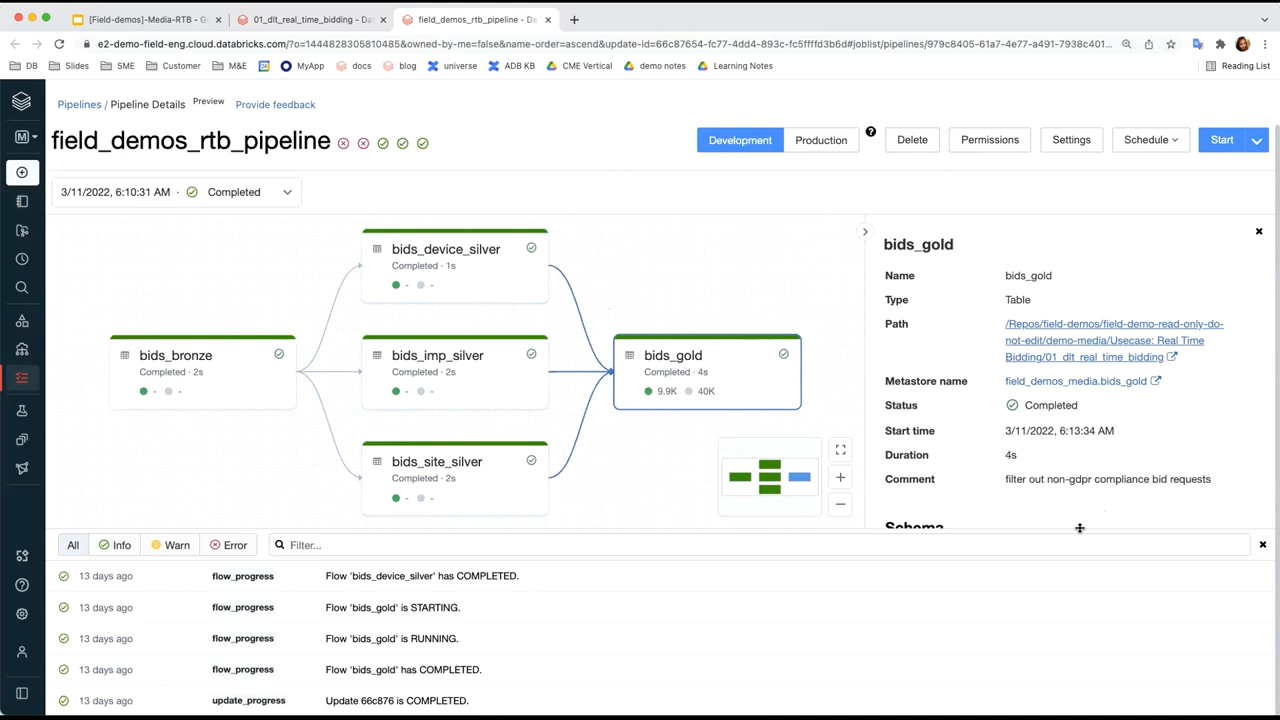 [Field-demos]-Media-RTB - G
01_dlt_real_time_bidding - Da
field_demos_rtb_pipeline - Da
e2-demo-field-eng.cloud.databricks.com/?o=1444828305810485&owned-by-me=false&name-order=ascend&update-id=66c87654-fc77-4dd4-893c-fc5ffffd3b6d#joblist/pipelines/979c8405-61a7-4e77-a491-7938c401...
DB
Slides
SME
Customer
M&E
MyApp
docs
blog
universe
ADB KB
CME Vertical
demo notes
Learning Notes
Reading List
Pipelines / Pipeline Details
Preview
Provide feedback
field_demos_rtb_pipeline
Development
Production
?
Delete
Permissions
Settings
Schedule
Start
M
3/11/2022, 6:10:31 AM · Completed
bids_device_silver
Completed · 1s
- -
bids_bronze
Completed · 2s
- -
bids_imp_silver
Completed · 2s
- -
bids_gold
Completed · 4s
9.9K 40K
bids_site_silver
Completed · 2s
- -
bids_gold
Name bids_gold
Type Table
Path /Repos/field-demos/field-demo-read-only-do-
not-edit/demo-media/Usecase: Real Time
Bidding/01_dlt_real_time_bidding
Metastore name field_demos_media.bids_gold
Status Completed
Start time 3/11/2022, 6:13:34 AM
Duration 4s
Comment filter out non-gdpr compliance bid requests
Schema
All
Info
Warn
Error
Filter...
13 days ago flow_progress Flow 'bids_device_silver' has COMPLETED.
13 days ago flow_progress Flow 'bids_gold' is STARTING.
13 days ago flow_progress Flow 'bids_gold' is RUNNING.
13 days ago flow_progress Flow 'bids_gold' has COMPLETED.
13 days ago update_progress Update 66c876 is COMPLETED.